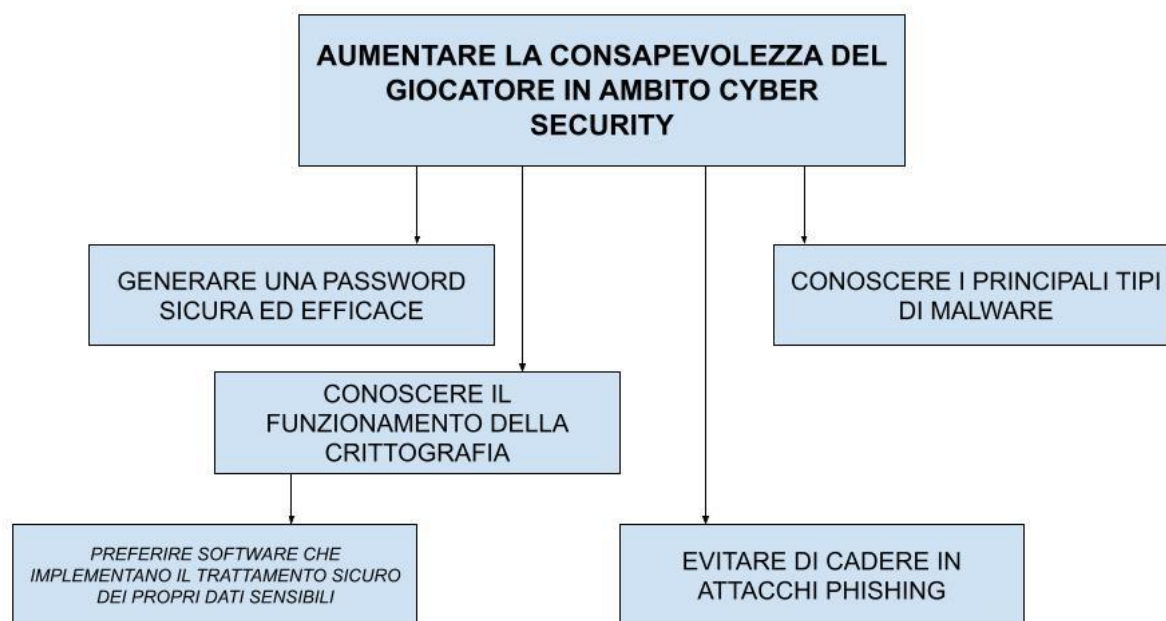 AUMENTARE LA CONSAPEVOLEZZA DEL
GIOCATORE IN AMBITO CYBER
SECURITY
GENERARE UNA PASSWORD
SICURA ED EFFICACE
CONOSCERE I PRINCIPALI TIPI
DI MALWARE
CONOSCERE IL
FUNZIONAMENTO DELLA
CRITTOGRAFIA
PREFERIRE SOFTWARE CHE
IMPLEMENTANO IL TRATTAMENTO SICURO
DEI PROPRI DATI SENSIBILI
EVITARE DI CADERE IN
ATTACCHI PHISHING